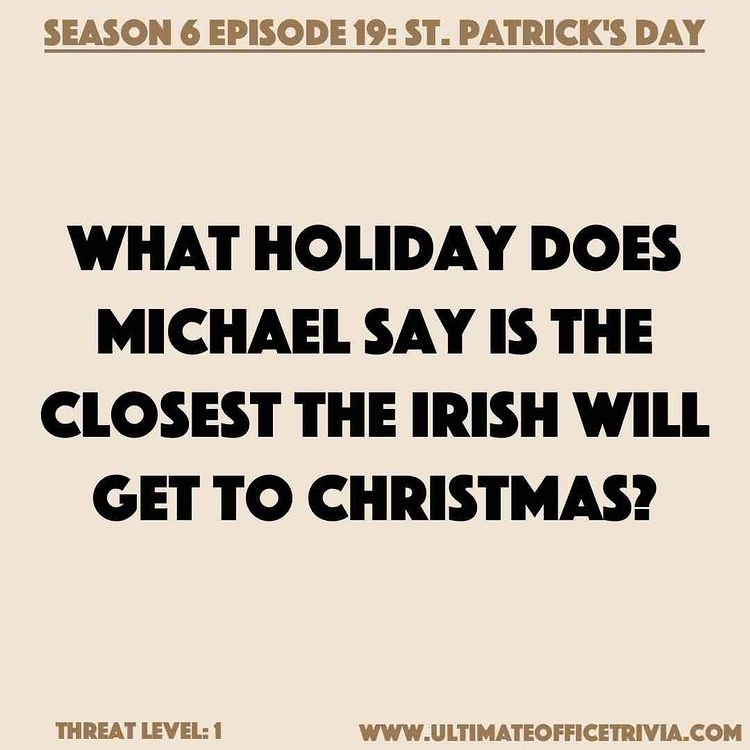 SEASON 6 EPISODE 19: ST. PATRICK'S DAY
WHAT HOLIDAY DOES
MICHAEL SAY IS THE
CLOSEST THE IRISH WILL
GET TO CHRISTMAS?
THREAT LEVEL: 1
WWW.ULTIMATEOFFICETRIVIA.COM